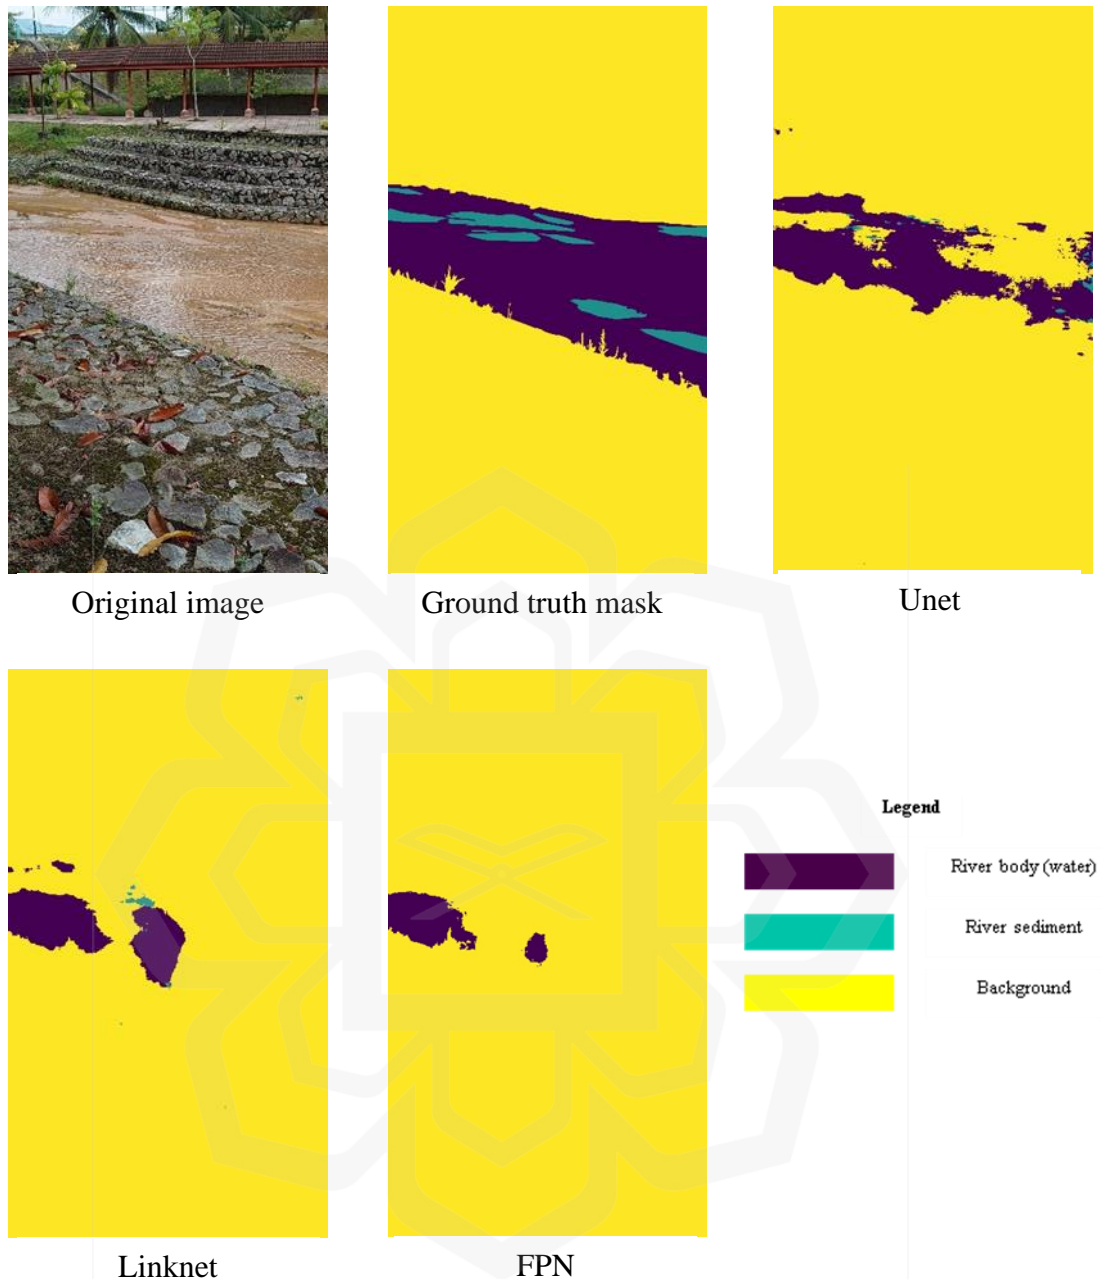 Original image
Ground truth mask
Unet
Linknet
FPN
Legend
River body (water)
River sediment
Background